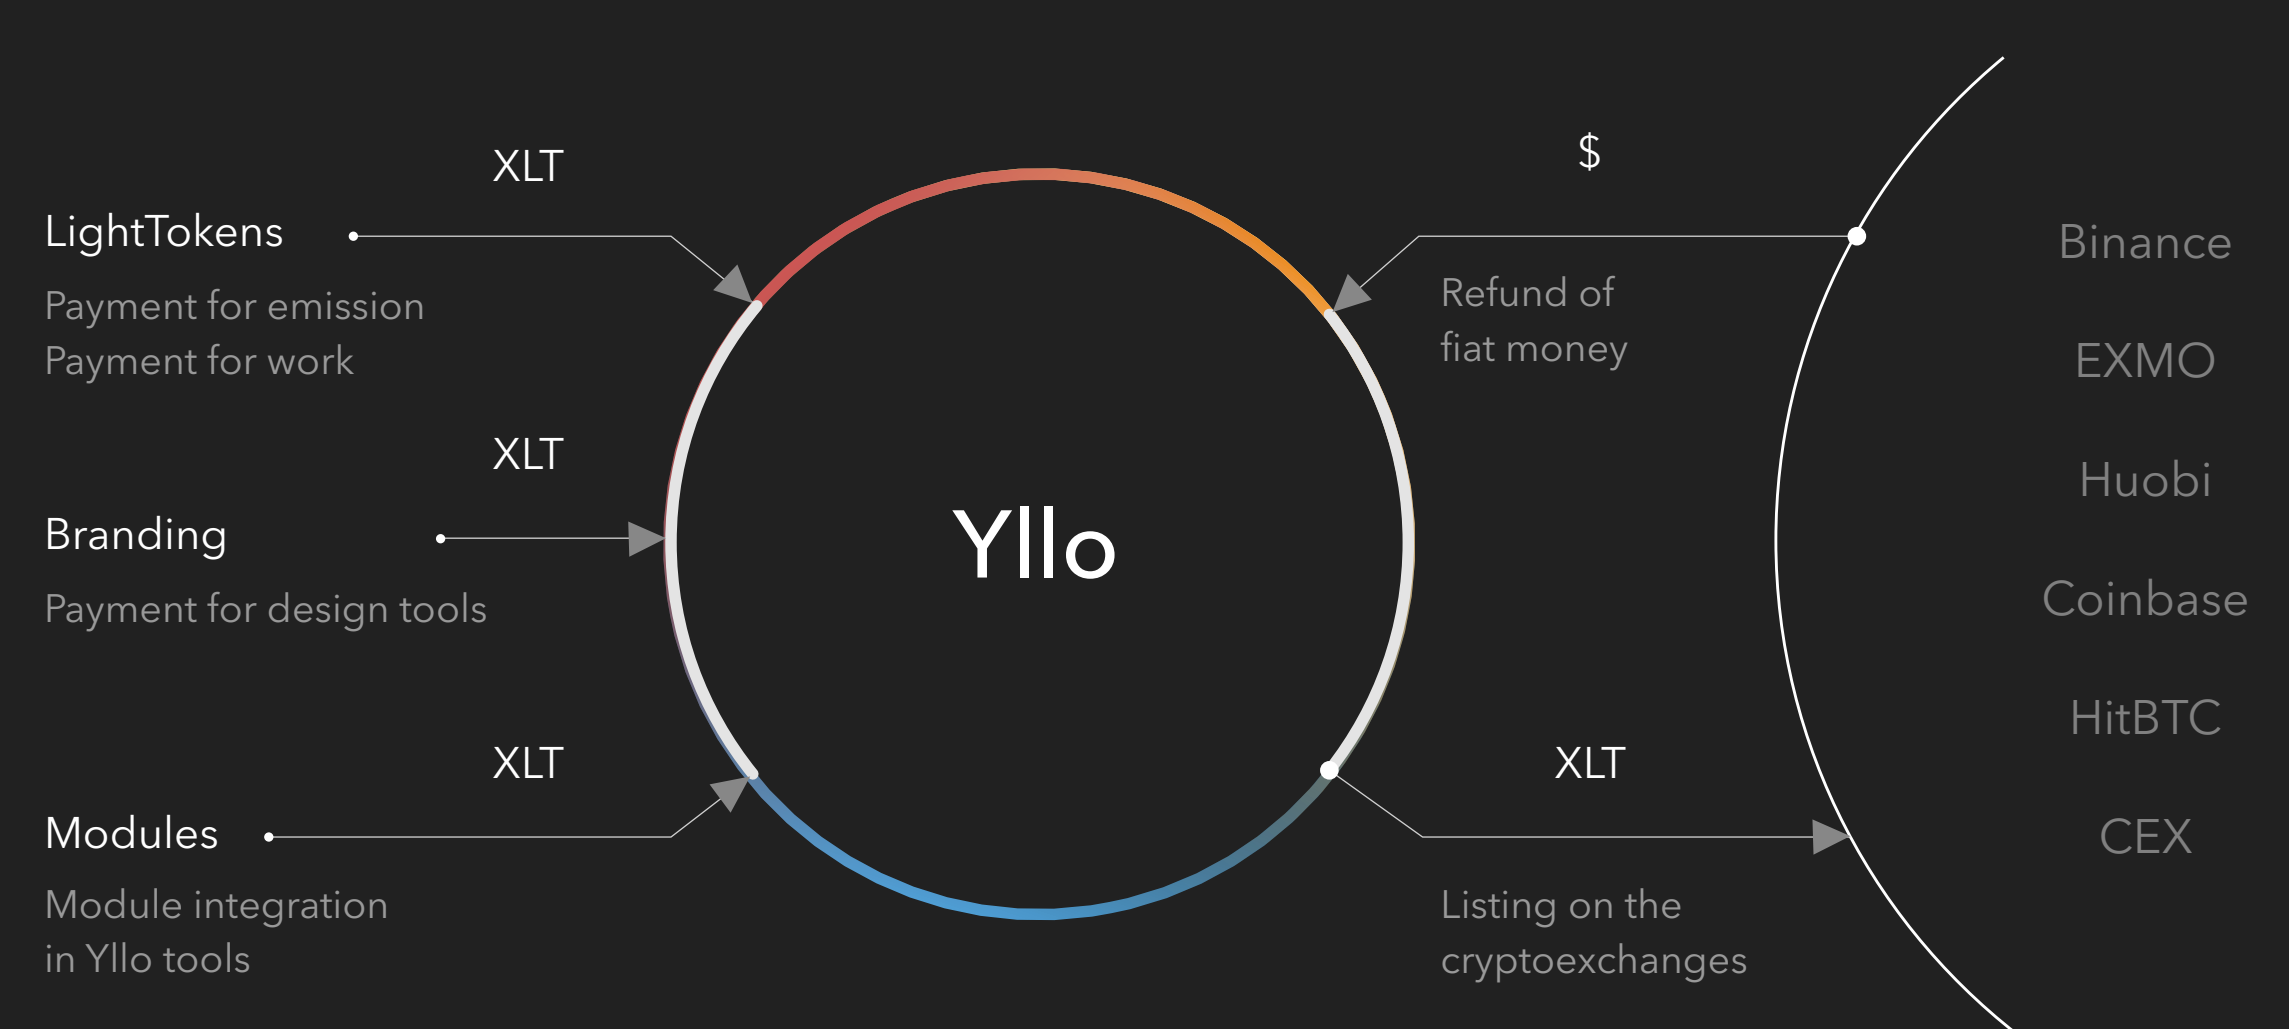 XLT
LightTokens
Payment for emission
Payment for work
XLT
Branding
Payment for design tools
XLT
Modules
Module integration
in Yllo tools
Yllo
$
Refund of
fiat money
XLT
Listing on the
cryptoexchanges
Binance
EXMO
Huobi
Coinbase
HitBTC
CEX